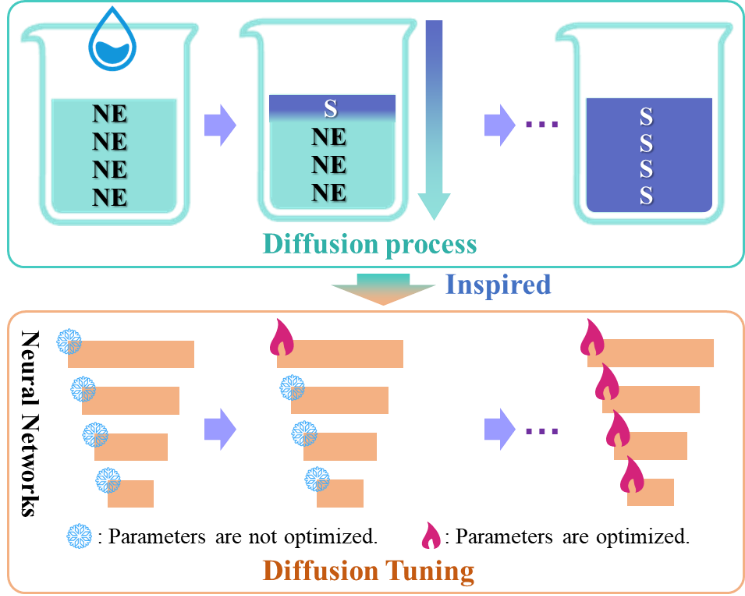 NE
NE
NE
NE
S
NE
NE
NE
...
S
S
S
S
Diffusion process
Inspired
Neural Networks
...
: Parameters are not optimized.
: Parameters are optimized.
Diffusion Tuning